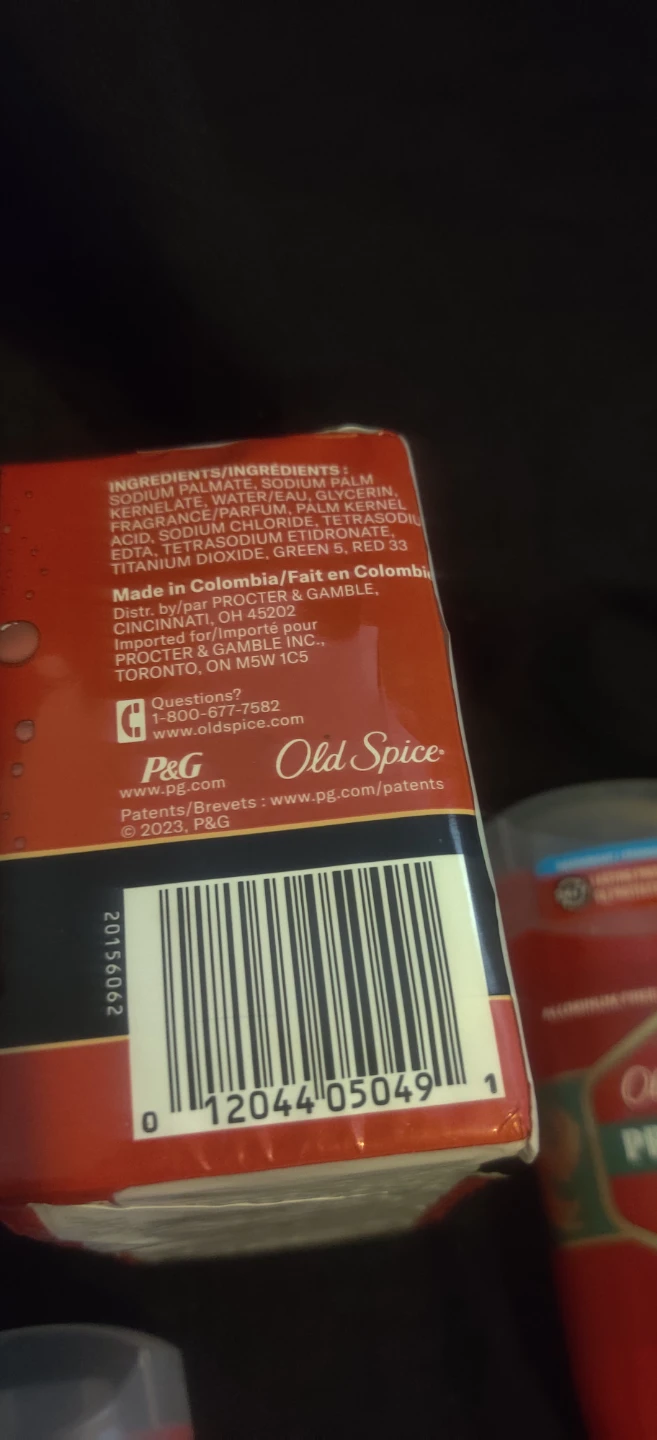 INGREDIENTS/INGRÉDIENTS :
SODIUM PALMATE, SODIUM PALM
KERNELATE, WATER/EAU, GLYCERIN,
FRAGRANCE/PARFUM, PALM KERNEL
ACID, SODIUM CHLORIDE, TETRASODIU
EDTA, TETRASODIUM ETIDRONATE,
TITANIUM DIOXIDE, GREEN 5, RED 33
Made in Colombia/Fait en Colombi
Distr. by/par PROCTER & GAMBLE,
CINCINNATI, OH 45202
Imported for/Importé pour
PROCTER & GAMBLE INC.,
TORONTO, ON M5W 1C5
Questions?
1-800-677-7582
www.oldspice.com
P&G
www.pg.com
Old Spice
Patents/Brevets : www.pg.com/patents
© 2023, P&G
20156062
0 12044 05049 1